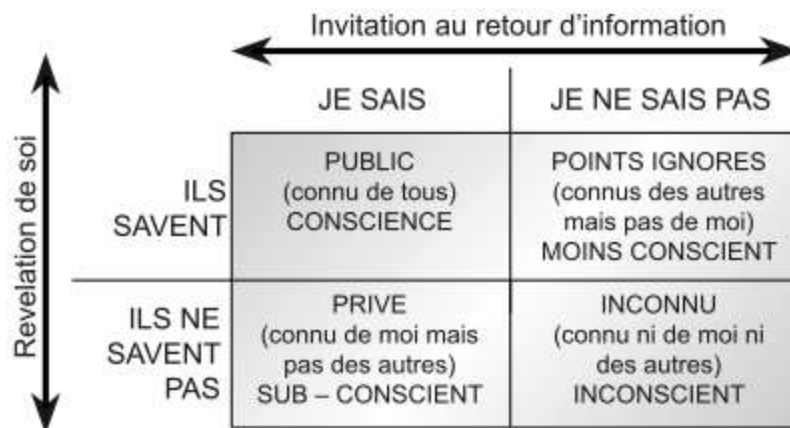 Invitation au retour d'information
Revelation de soi
JE SAIS
JE NE SAIS PAS
ILS
SAVENT
PUBLIC
(connu de tous)
CONSCIENCE
POINTS IGNORES
(connus des autres
mais pas de moi)
MOINS CONSCIENT
ILS NE
SAVENT
PAS
PRIVE
(connu de moi mais
pas des autres)
SUB – CONSCIENT
INCONNU
(connu ni de moi ni
des autres)
INCONSCIENT